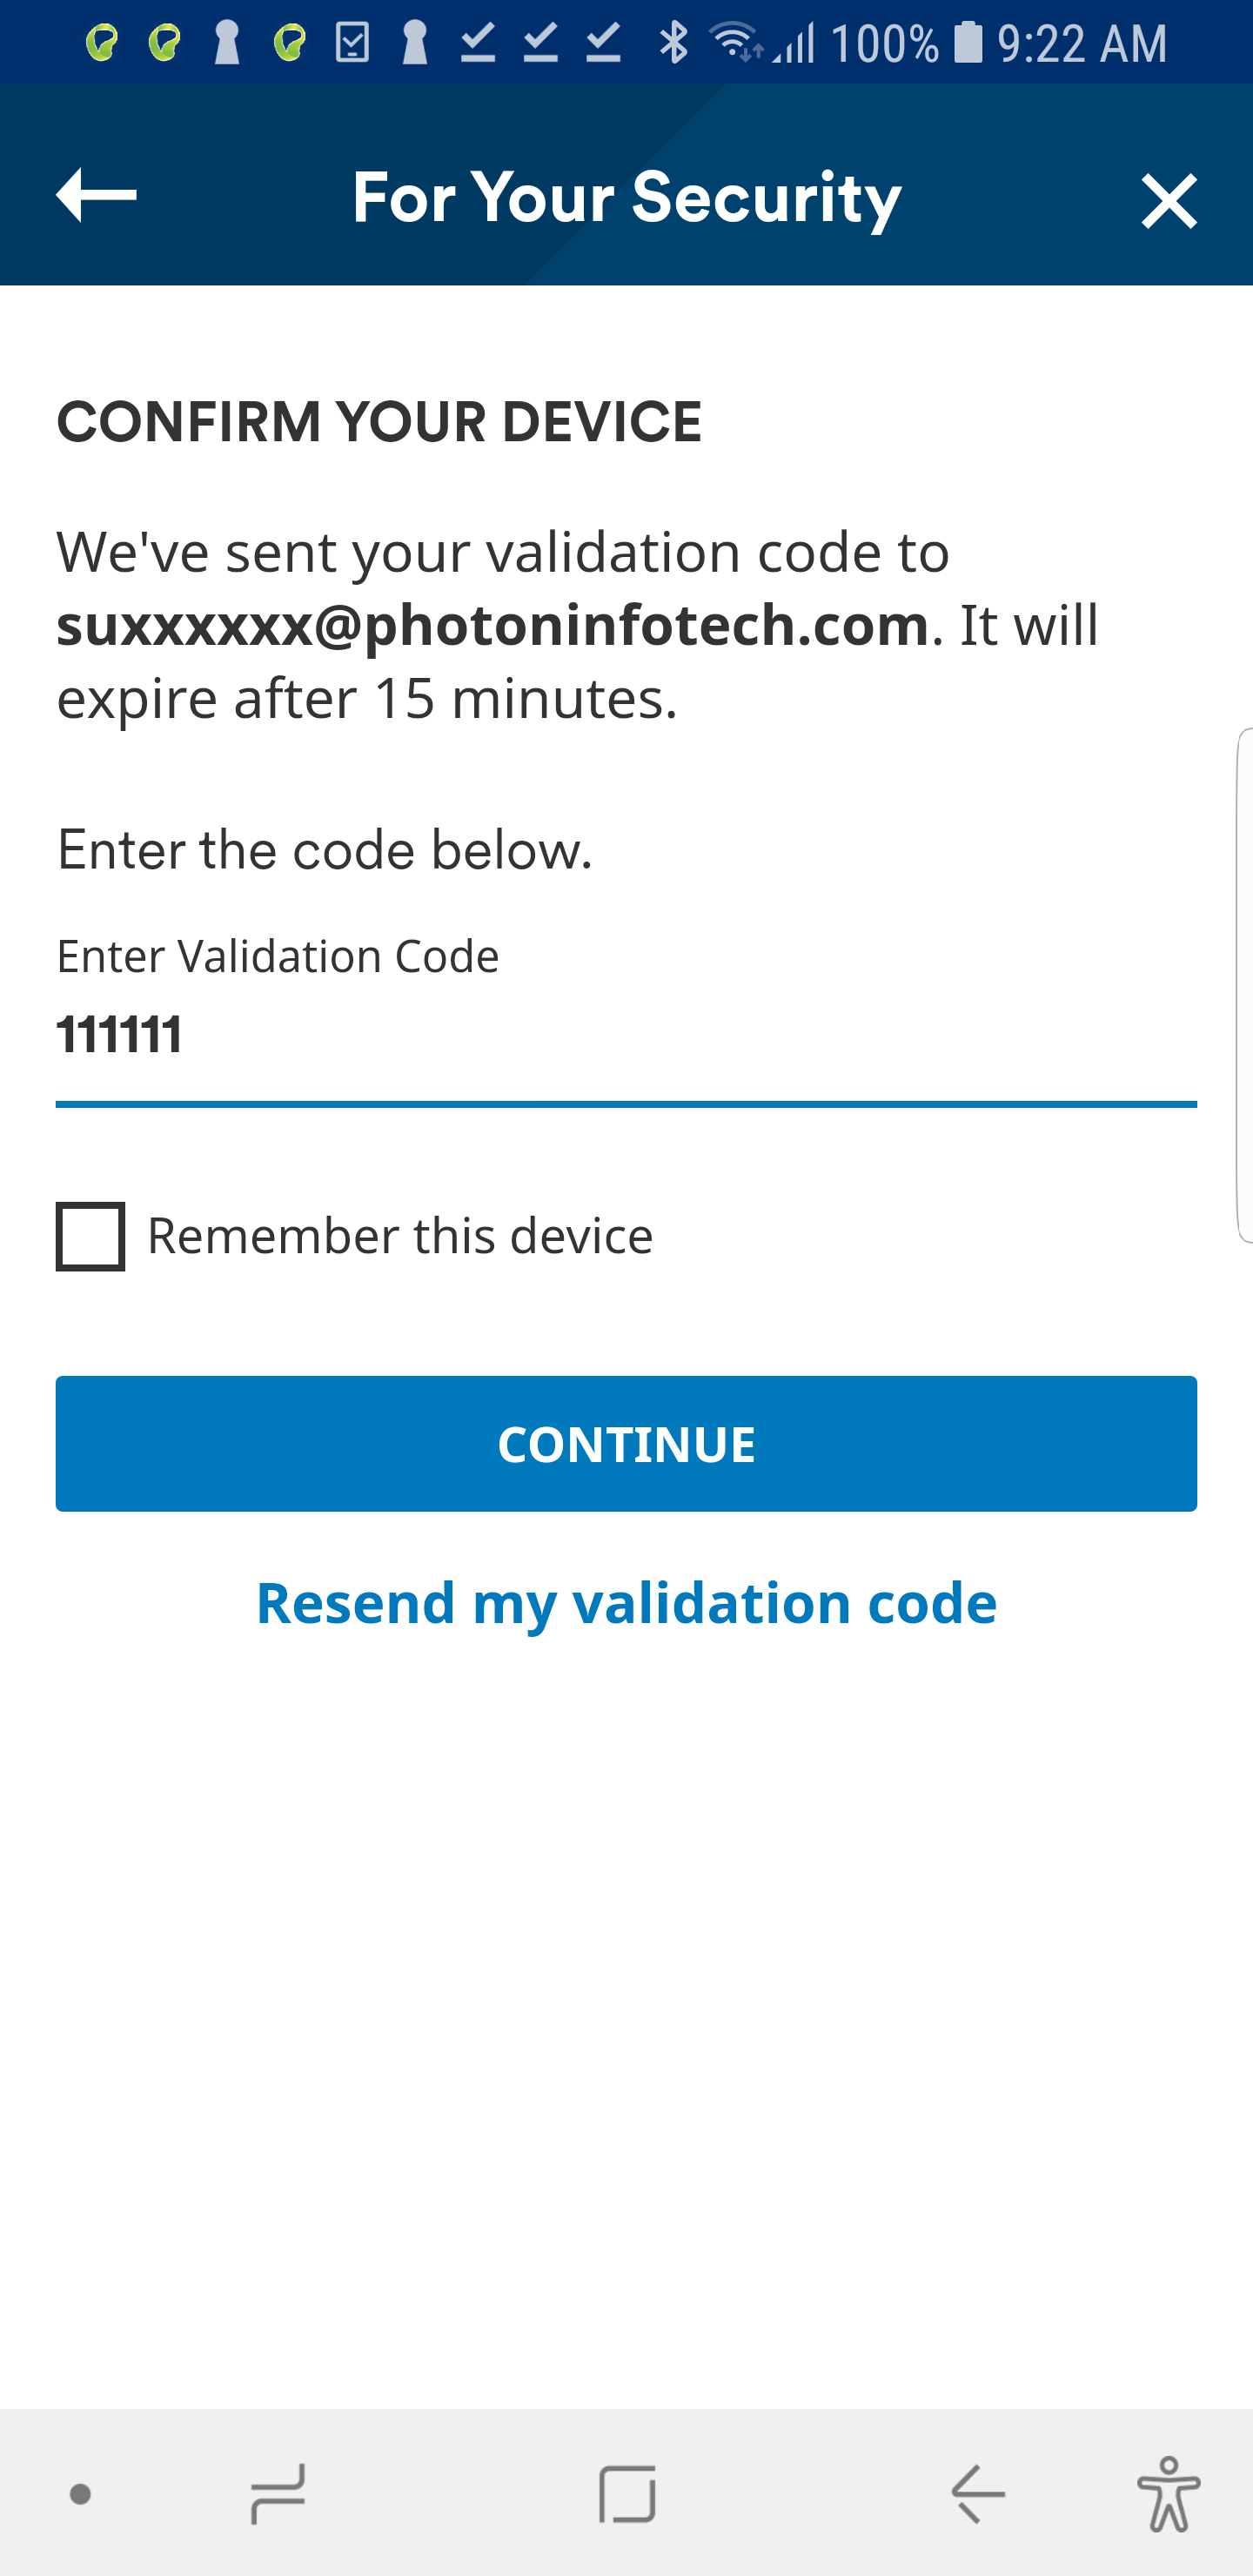 100% 9:22 AM
For Your Security
CONFIRM YOUR DEVICE
We've sent your validation code to
suxxxxxx@photoninfotech.com. It will
expire after 15 minutes.
Enter the code below.
Enter Validation Code
111111
Remember this device
CONTINUE
Resend my validation code